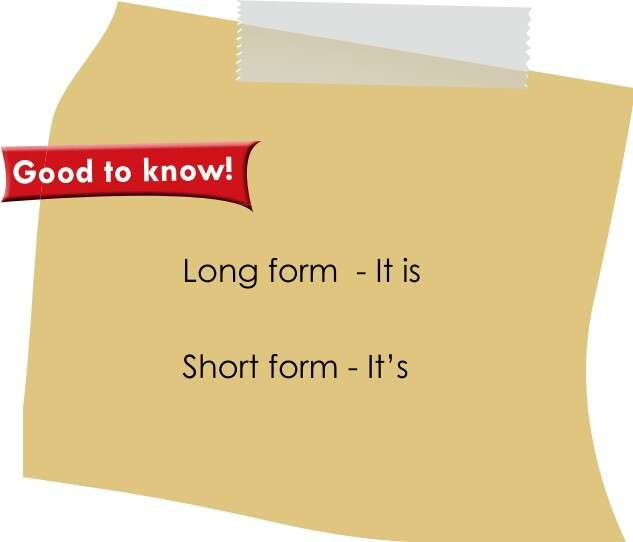 Good to know!
Long form  - It is
Short form - It’s